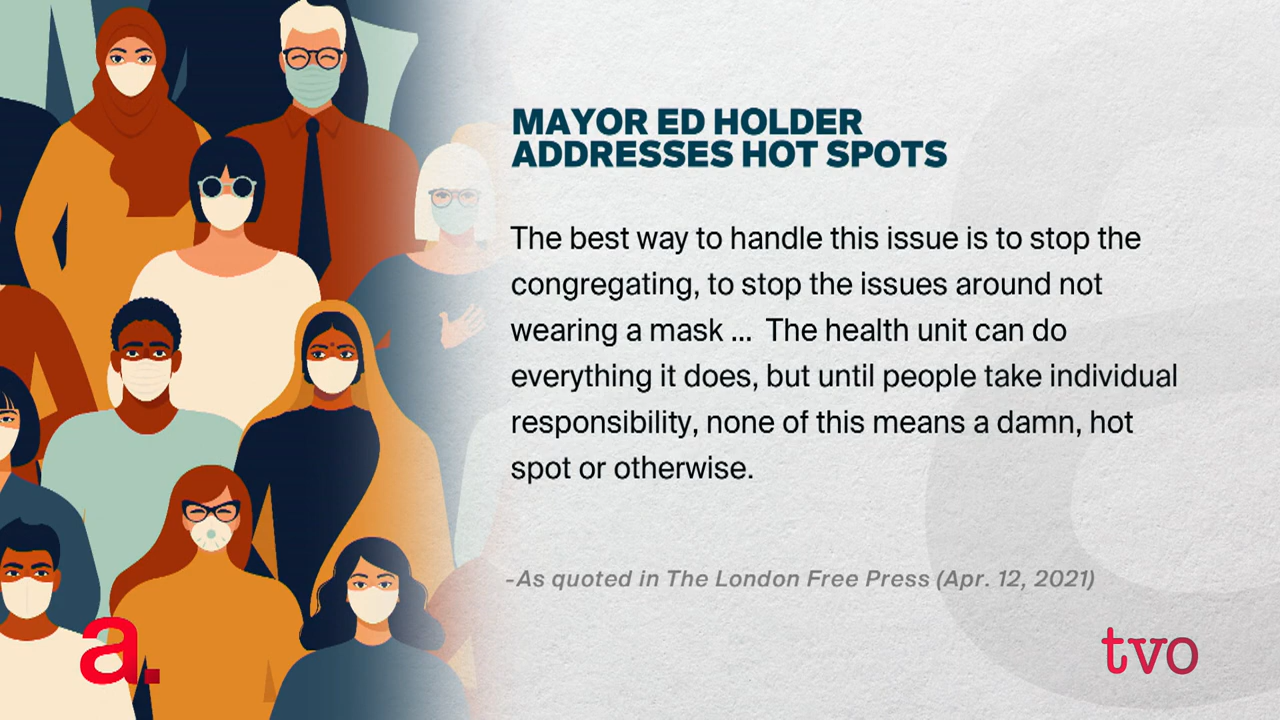 MAYOR ED HOLDER
ADDRESSES HOT SPOTS
The best way to handle this issue is to stop the
congregating, to stop the issues around not
wearing a mask ... The health unit can do
everything it does, but until people take individual
responsibility, none of this means a damn, hot
spot or otherwise.
-As quoted in The London Free Press (Apr. 12, 2021)
a.
tvo